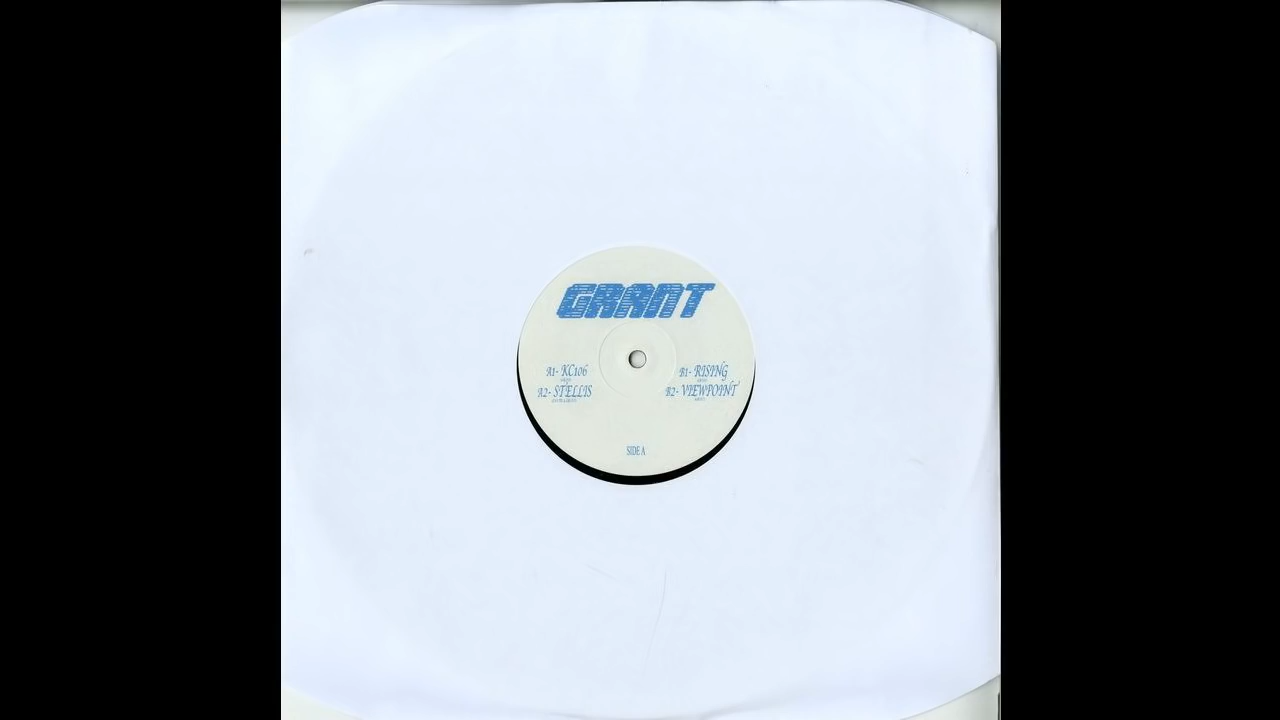 GRANT
A1- KC106
A2- STELLIS
B1- RISING
B2- VIEWPOINT
SIDE A